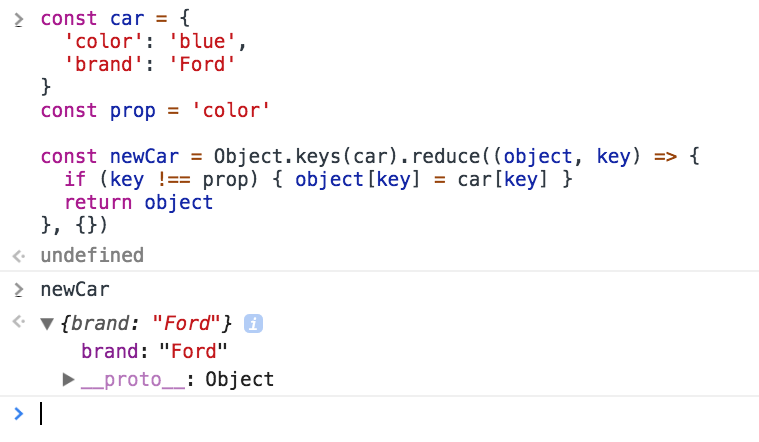 const car = {
  'color': 'blue',
  'brand': 'Ford'
}
const prop = 'color'

const newCar = Object.keys(car).reduce((object, key) => {
  if (key !== prop) { object[key] = car[key] }
  return object
}, {})
undefined
newCar
{brand: "Ford"} i
brand: "Ford"
__proto__: Object